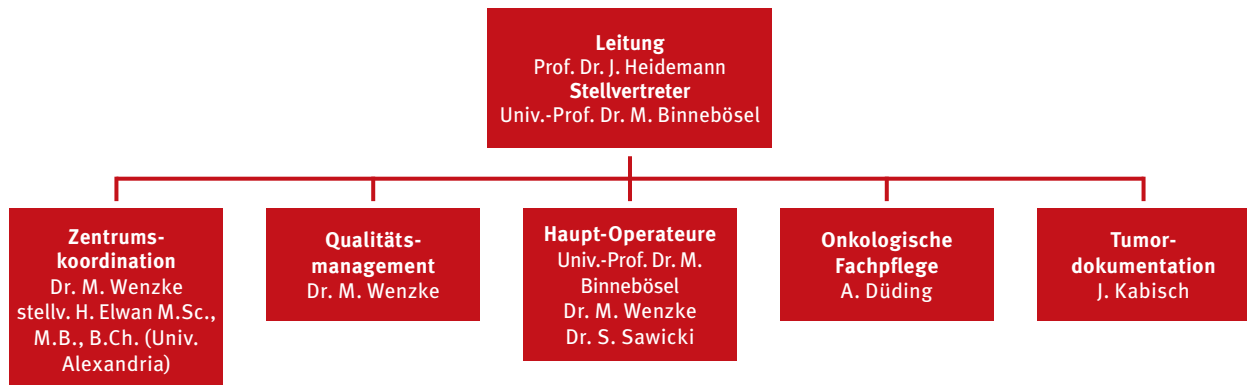 Leitung
Prof. Dr. J. Heidemann
Stellvertreter
Univ.-Prof. Dr. M. Binnebösel
Zentrums-
koordination
Dr. M. Wenzke
stellv. H. Elwan M.Sc.,
M.B., B.Ch. (Univ.
Alexandria)
Qualitäts-
management
Dr. M. Wenzke
Haupt-Operateure
Univ.-Prof. Dr. M.
Binnebösel
Dr. M. Wenzke
Dr. S. Sawicki
Onkologische
Fachpflege
A. Düding
Tumor-
dokumentation
J. Kabisch